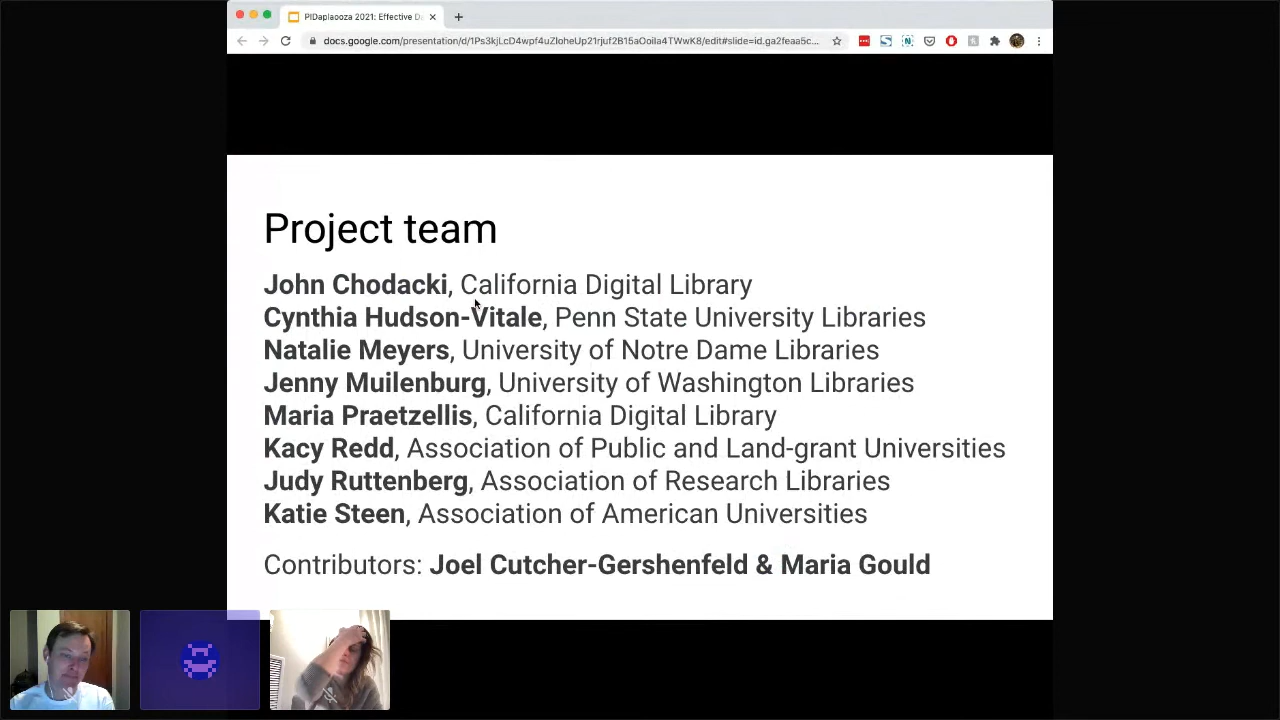 PIDaplaooza 2021: Effective D
docs.google.com/presentation/d/1Ps3kjLcD4wpf4uZIoheUp21rjuf2B15aOoiIa4TWwK8/edit#slide=id.ga2feaa5c...
Project team
John Chodacki, California Digital Library
Cynthia Hudson-Vitale, Penn State University Libraries
Natalie Meyers, University of Notre Dame Libraries
Jenny Muilenburg, University of Washington Libraries
Maria Praetzellis, California Digital Library
Kacy Redd, Association of Public and Land-grant Universities
Judy Ruttenberg, Association of Research Libraries
Katie Steen, Association of American Universities
Contributors: Joel Cutcher-Gershenfeld & Maria Gould